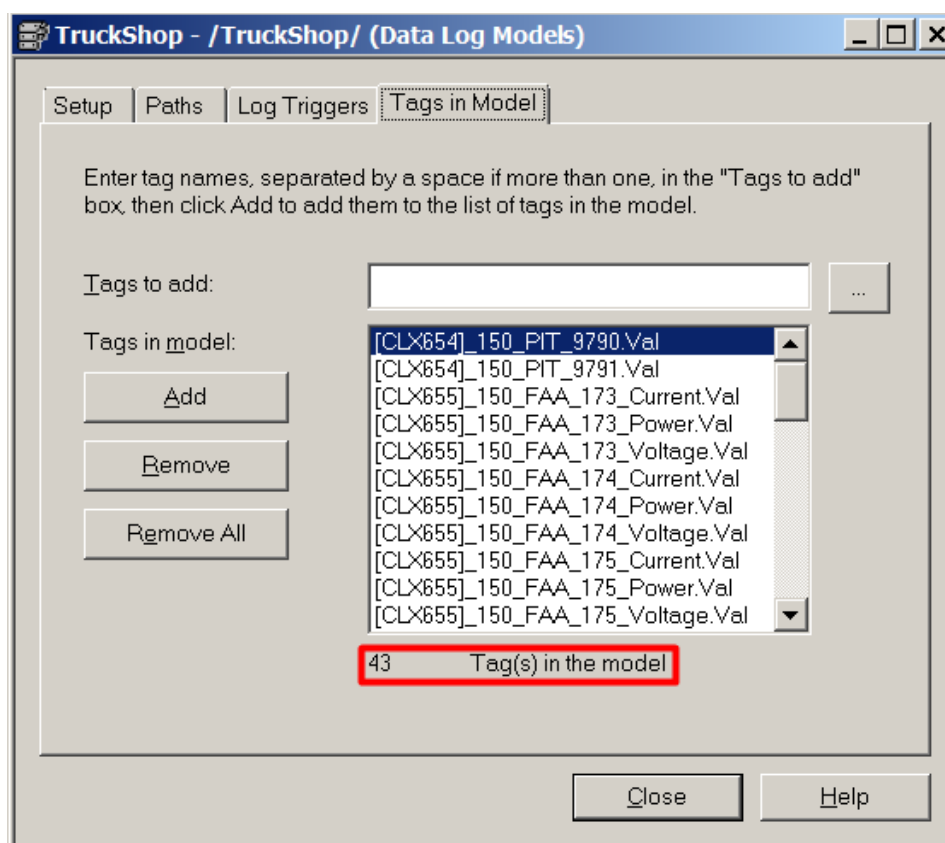 TruckShop - /TruckShop/ (Data Log Models)
Setup Paths Log Triggers Tags in Model
Enter tag names, separated by a space if more than one, in the "Tags to add"
box, then click Add to add them to the list of tags in the model.
Tags to add:
...
Tags in model:
Add
Remove
Remove All
[CLX654]_150_PIT_9790.Val
[CLX654]_150_PIT_9791.Val
[CLX655]_150_FAA_173_Current.Val
[CLX655]_150_FAA_173_Power.Val
[CLX655]_150_FAA_173_Voltage.Val
[CLX655]_150_FAA_174_Current.Val
[CLX655]_150_FAA_174_Power.Val
[CLX655]_150_FAA_174_Voltage.Val
[CLX655]_150_FAA_175_Current.Val
[CLX655]_150_FAA_175_Power.Val
[CLX655]_150_FAA_175_Voltage.Val
43 Tag(s) in the model
Close Help